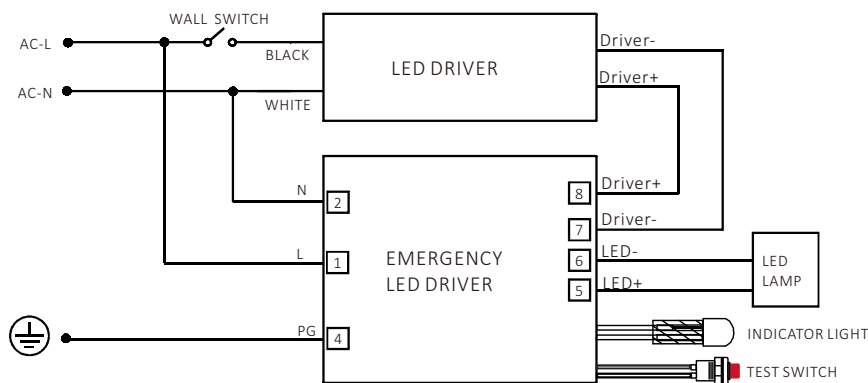 WALL SWITCH
AC-L
BLACK
AC-N
WHITE
LED DRIVER
Driver-
Driver+
N
2
L
1
PG
4
EMERGENCY
LED DRIVER
8
Driver+
7
Driver-
6
LED-
5
LED+
LED
LAMP
INDICATOR LIGHT
TEST SWITCH